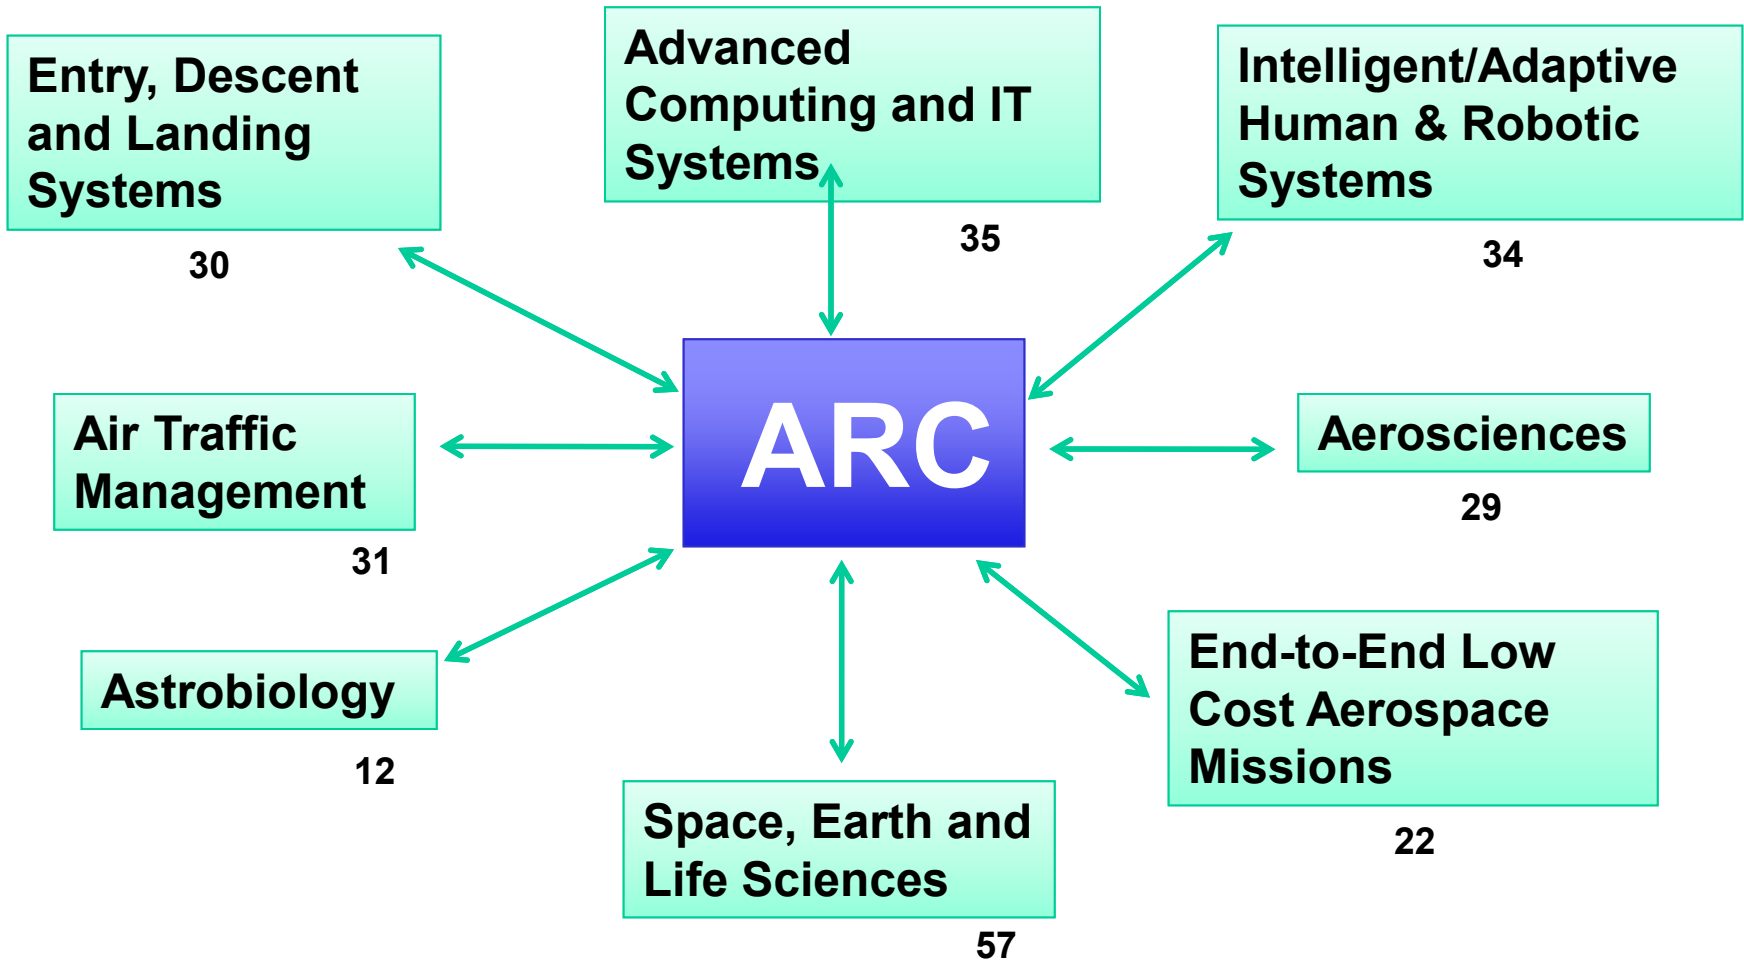 Entry, Descent
and Landing
Systems
30
Advanced
Computing and IT
Systems
35
Intelligent/Adaptive
Human & Robotic
Systems
34
Air Traffic
Management
31
ARC
Aerosciences
29
Astrobiology
12
Space, Earth and
Life Sciences
57
End-to-End Low
Cost Aerospace
Missions
22